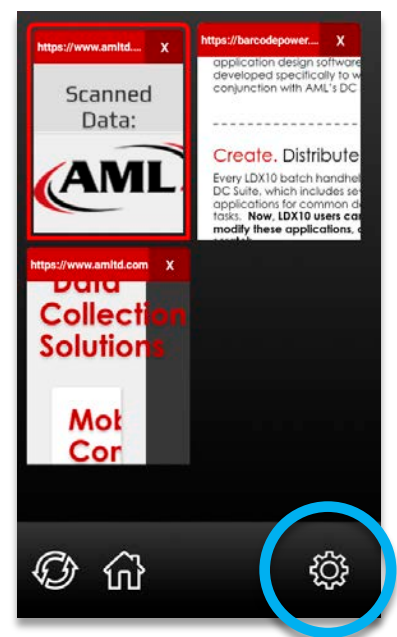 https://www.amltd.... X
Scanned
Data:
AML
https://barcodepower.... X
application design software
developed specifically to w
conjunction with AML's DC
Create. Distribute
Every LDX10 batch handhel
DC Suite, which includes se
applications for common d
tasks. Now, LDX10 users car
modify these applications, c
https://www.amltd.com X
Data
Collection
Solutions
Mob
Cor